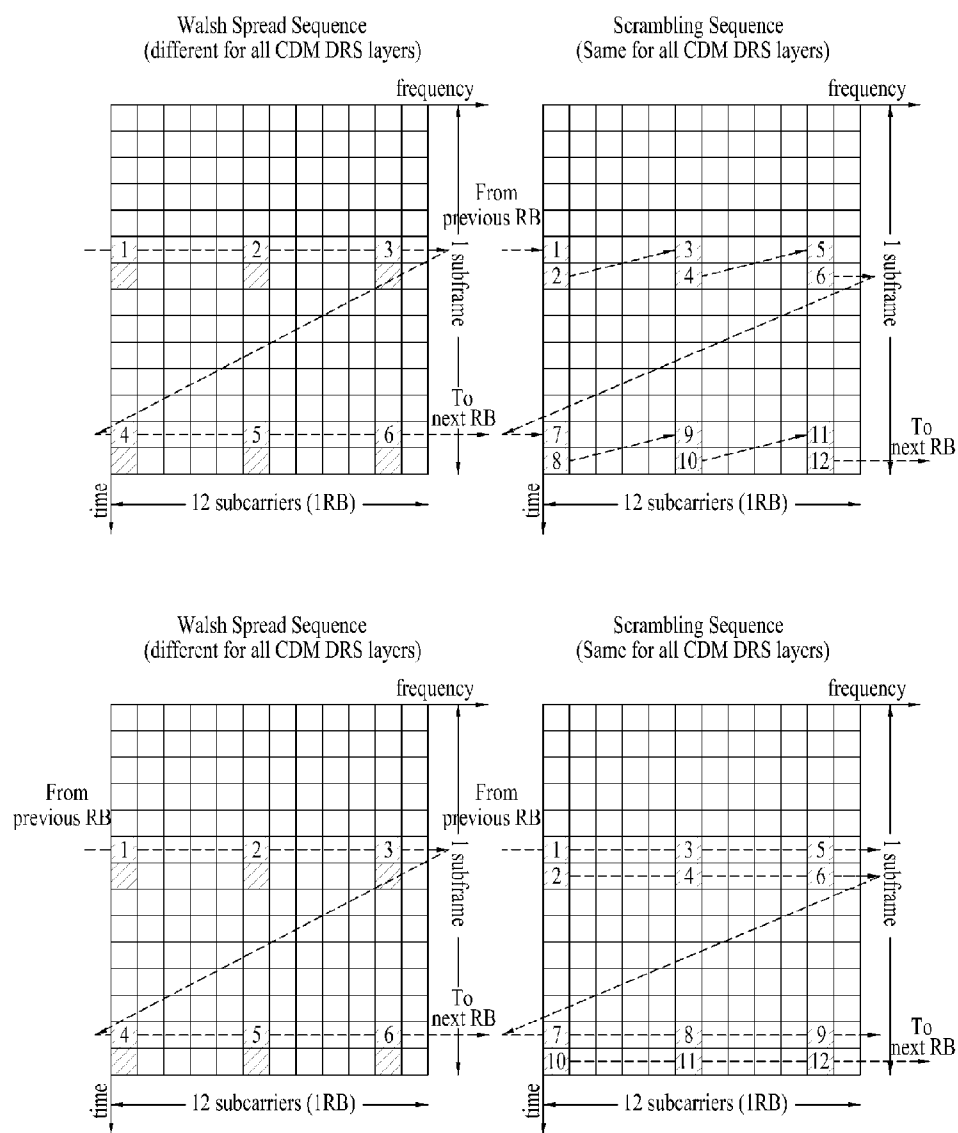 Walsh Spread Sequence
(different for all CDM DRS layers)
frequency
1 2 3
4 5 6
1 subframe
To
next RB
time
12 subcarriers (1RB)
Scrambling Sequence
(Same for all CDM DRS layers)
frequency
From
previous RB
1 3 5
2 4 6
7 9 11
8 10 12
1 subframe
To
next RB
time
12 subcarriers (1RB)
Walsh Spread Sequence
(different for all CDM DRS layers)
frequency
From
previous RB
1 2 3
4 5 6
1 subframe
To
next RB
time
12 subcarriers (1RB)
Scrambling Sequence
(Same for all CDM DRS layers)
frequency
From
previous RB
1 3 5
2 4 6
7 8 9
10 11 12
1 subframe
To
next RB
time
12 subcarriers (1RB)